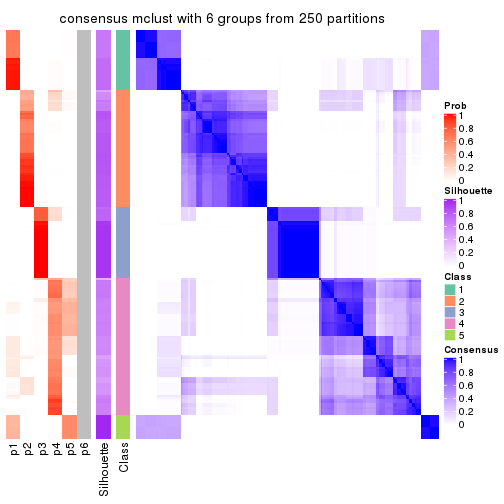 consensus mclust with 6 groups from 250 partitions
Prob
1
0.8
0.6
0.4
0.2
0
Silhouette
1
0.8
0.6
0.4
0.2
0
Class
1
2
3
4
5
Consensus
1
0.8
0.6
0.4
0.2
0
p1
p2
p3
p4
p5
p6
Silhouette
Class